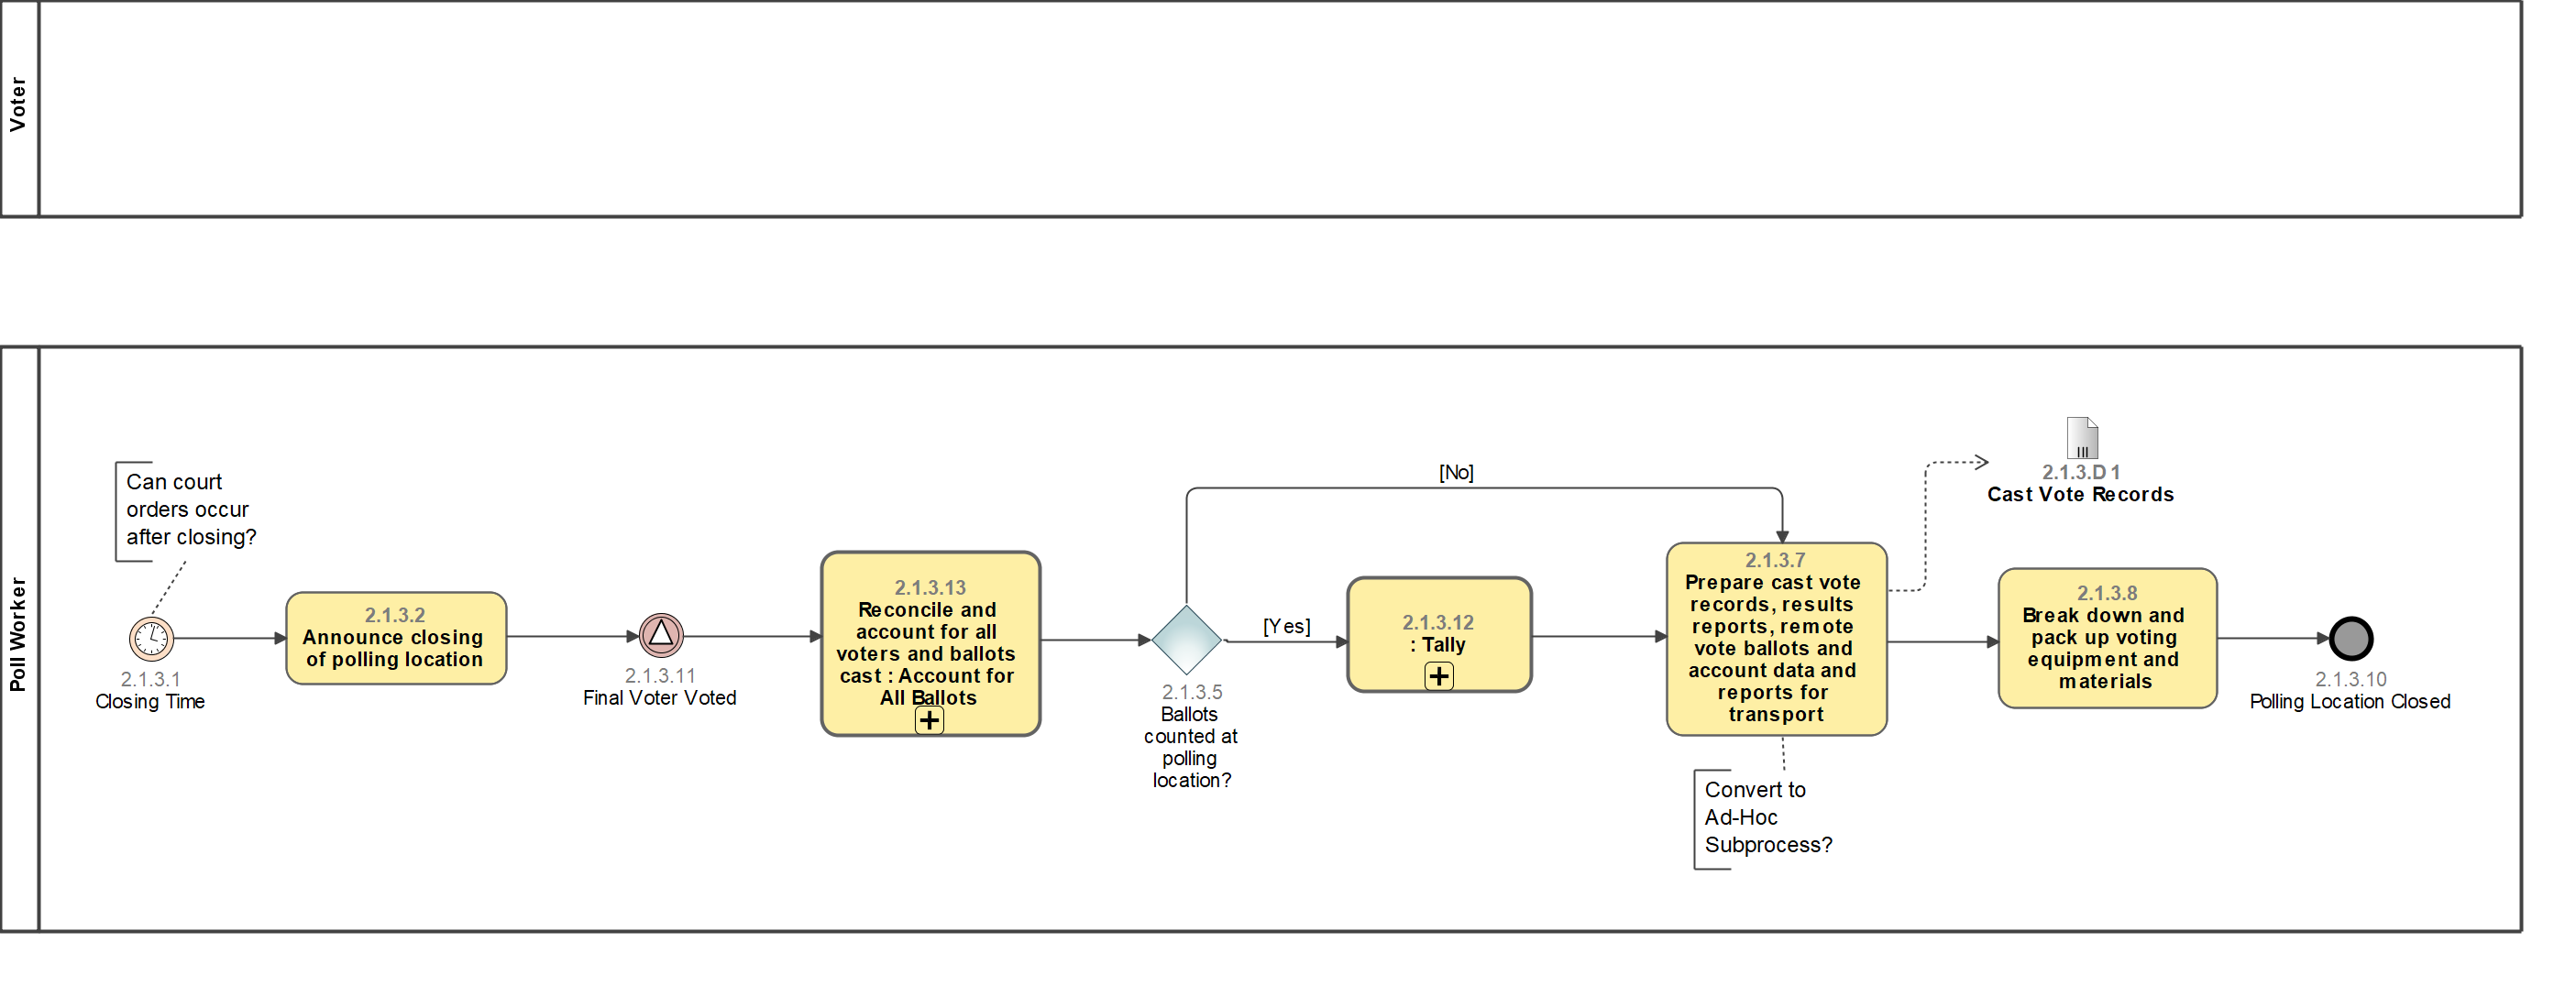 Voter
Poll Worker
Can court
orders occur
after closing?
2.1.3.1
Closing Time
2.1.3.2
Announce closing
of polling location
2.1.3.11
Final Voter Voted
2.1.3.13
Reconcile and
account for all
voters and ballots
cast : Account for
All Ballots
2.1.3.5
Ballots
counted at
polling
location?
[No]
[Yes]
2.1.3.12
: Tally
2.1.3.7
Prepare cast vote
records, results
reports, remote
vote ballots and
account data and
reports for
transport
Convert to
Ad-Hoc
Subprocess?
2.1.3.D1
Cast Vote Records
2.1.3.8
Break down and
pack up voting
equipment and
materials
2.1.3.10
Polling Location Closed